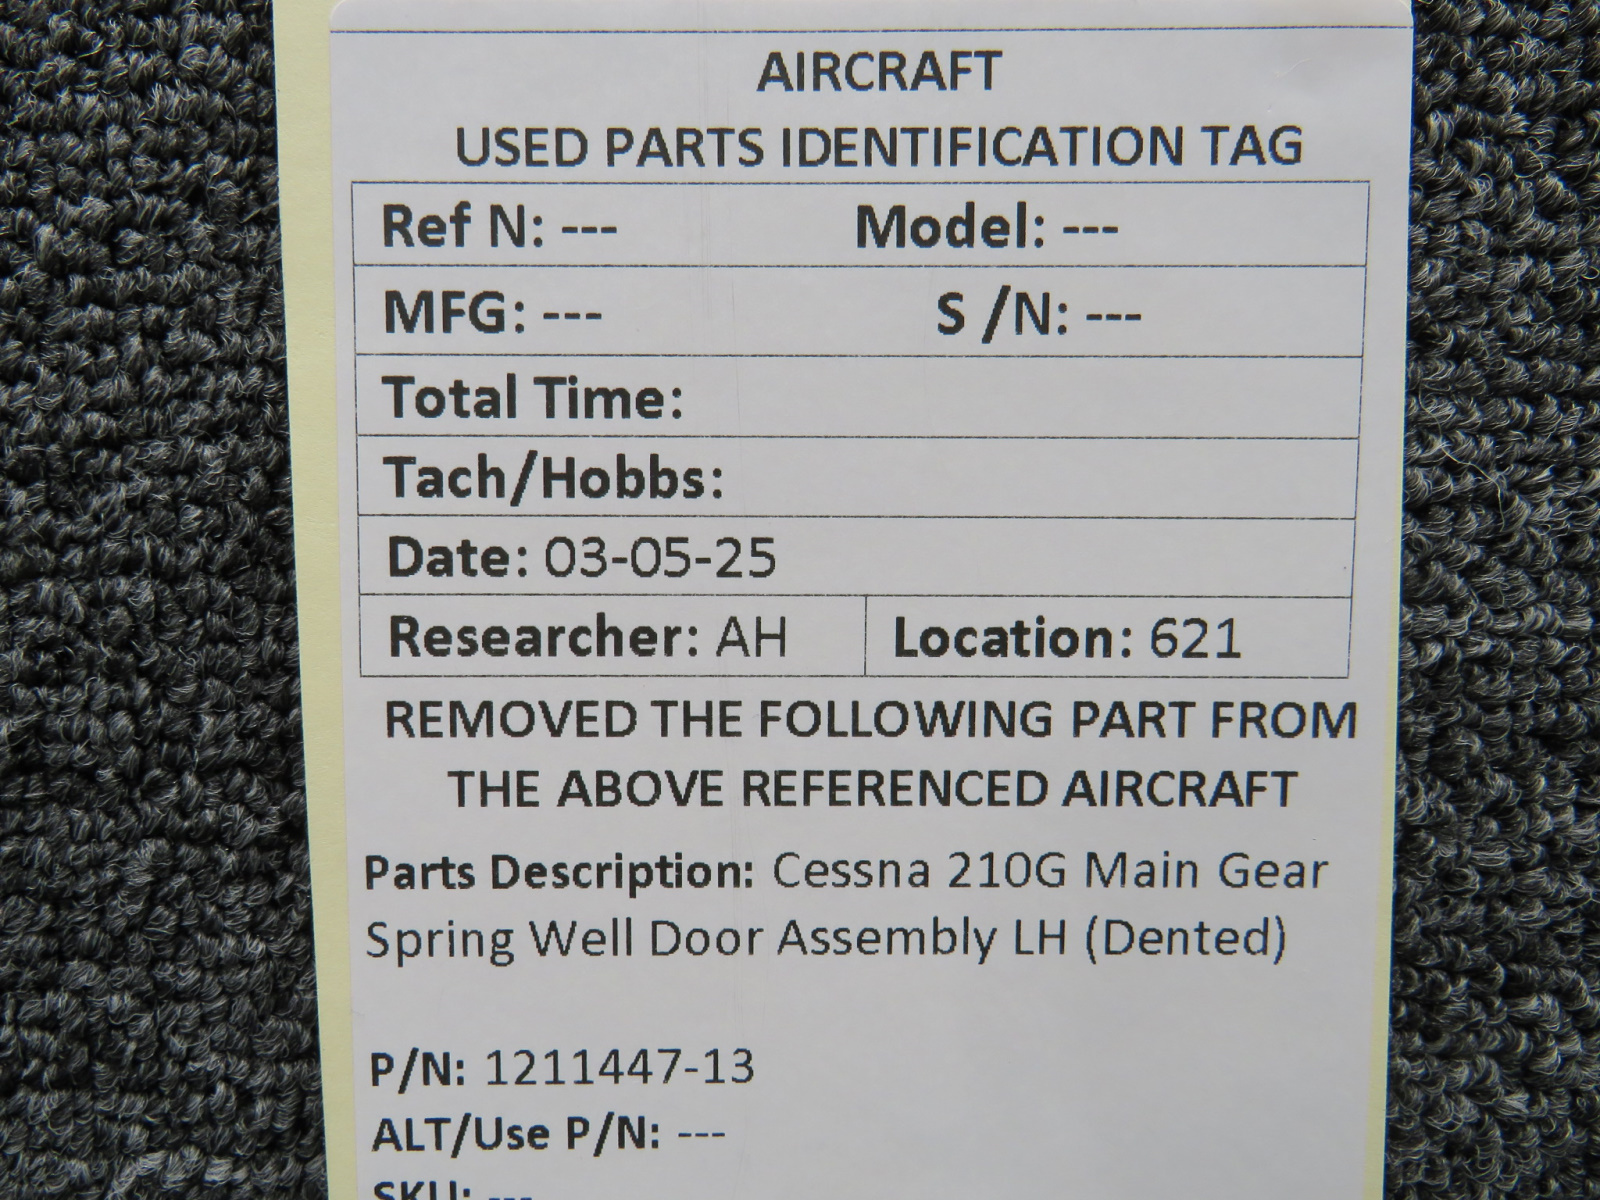 AIRCRAFT
USED PARTS IDENTIFICATION TAG
Ref N: --- Model: ---
MFG: --- S /N: ---
Total Time:
Tach/Hobbs:
Date: 03-05-25
Researcher: AH Location: 621
REMOVED THE FOLLOWING PART FROM
THE ABOVE REFERENCED AIRCRAFT
Parts Description: Cessna 210G Main Gear
Spring Well Door Assembly LH (Dented)
P/N: 1211447-13
ALT/Use P/N: ---
SKU: ---